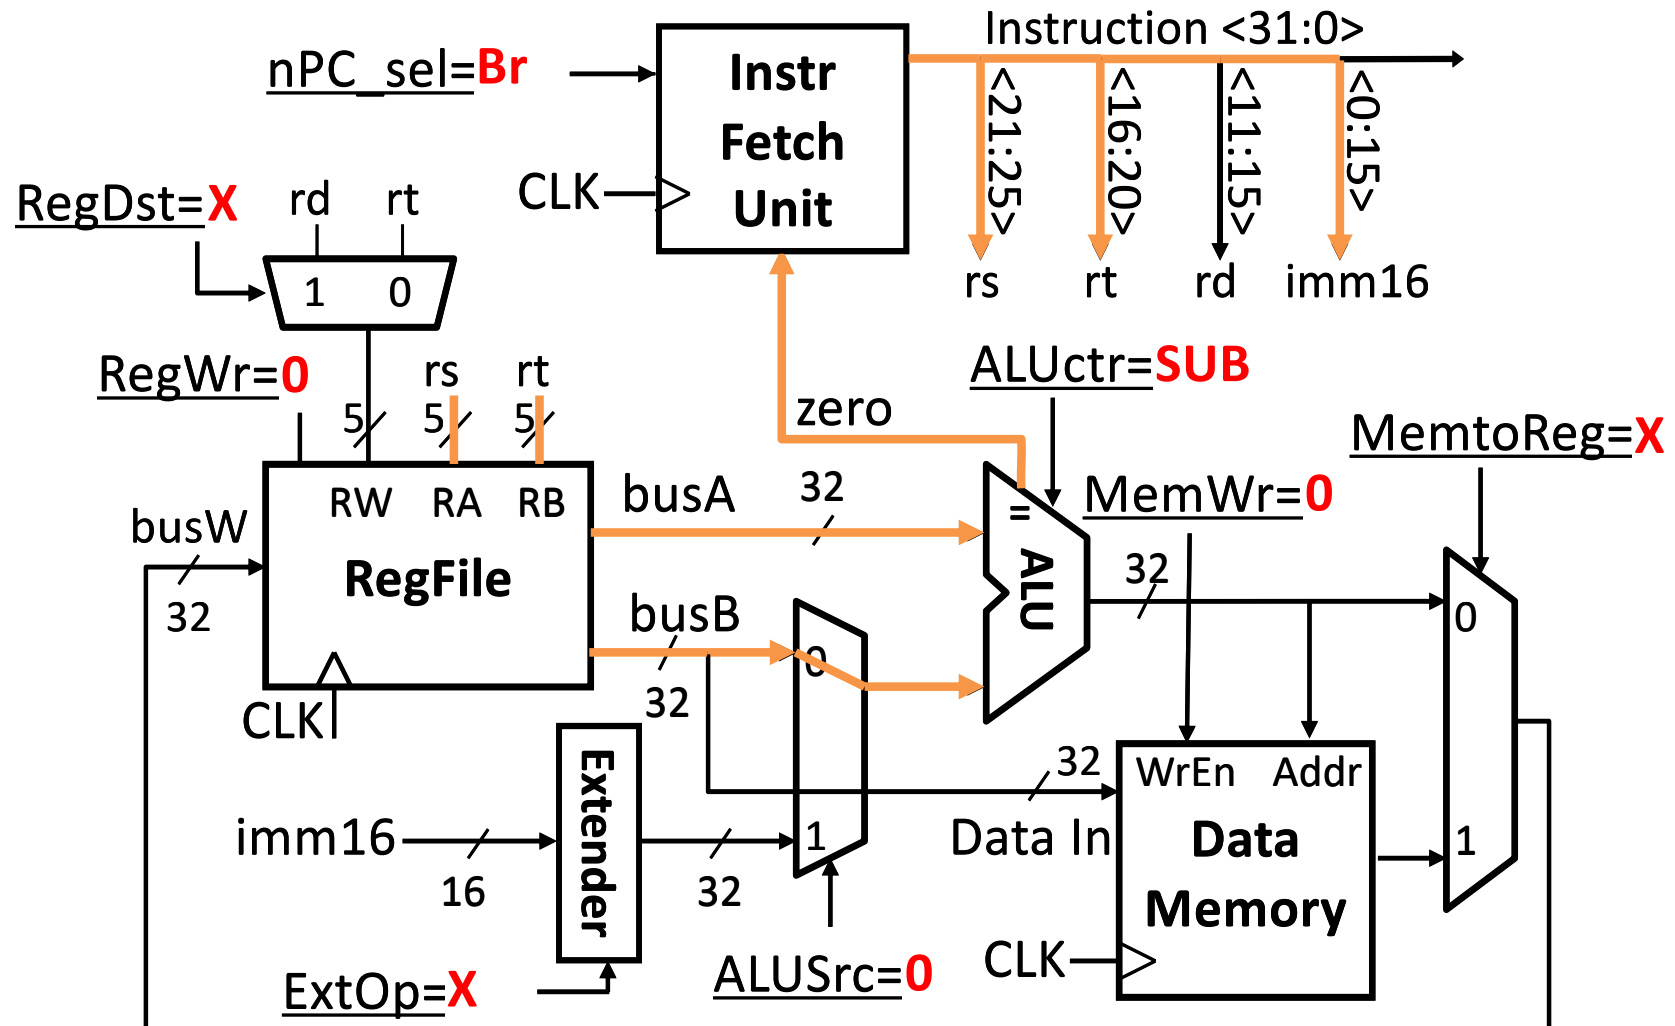 Instruction <31:0>
nPC_sel=Br
Instr
Fetch
Unit
CLK
<21:25>
<16:20>
<11:15>
<0:15>
rs
rt
rd
imm16
RegDst=X
rd
rt
1
0
RegWr=0
rs
rt
5
5
5
zero
ALUctr=SUB
MemtoReg=X
RW
RA
RB
busW
32
RegFile
CLK
busA
32
busB
32
=
ALU
MemWr=0
32
0
1
0
1
Extender
imm16
16
32
ExtOp=X
ALUSrc=0
32
Data In
WrEn
Addr
Data
Memory
CLK